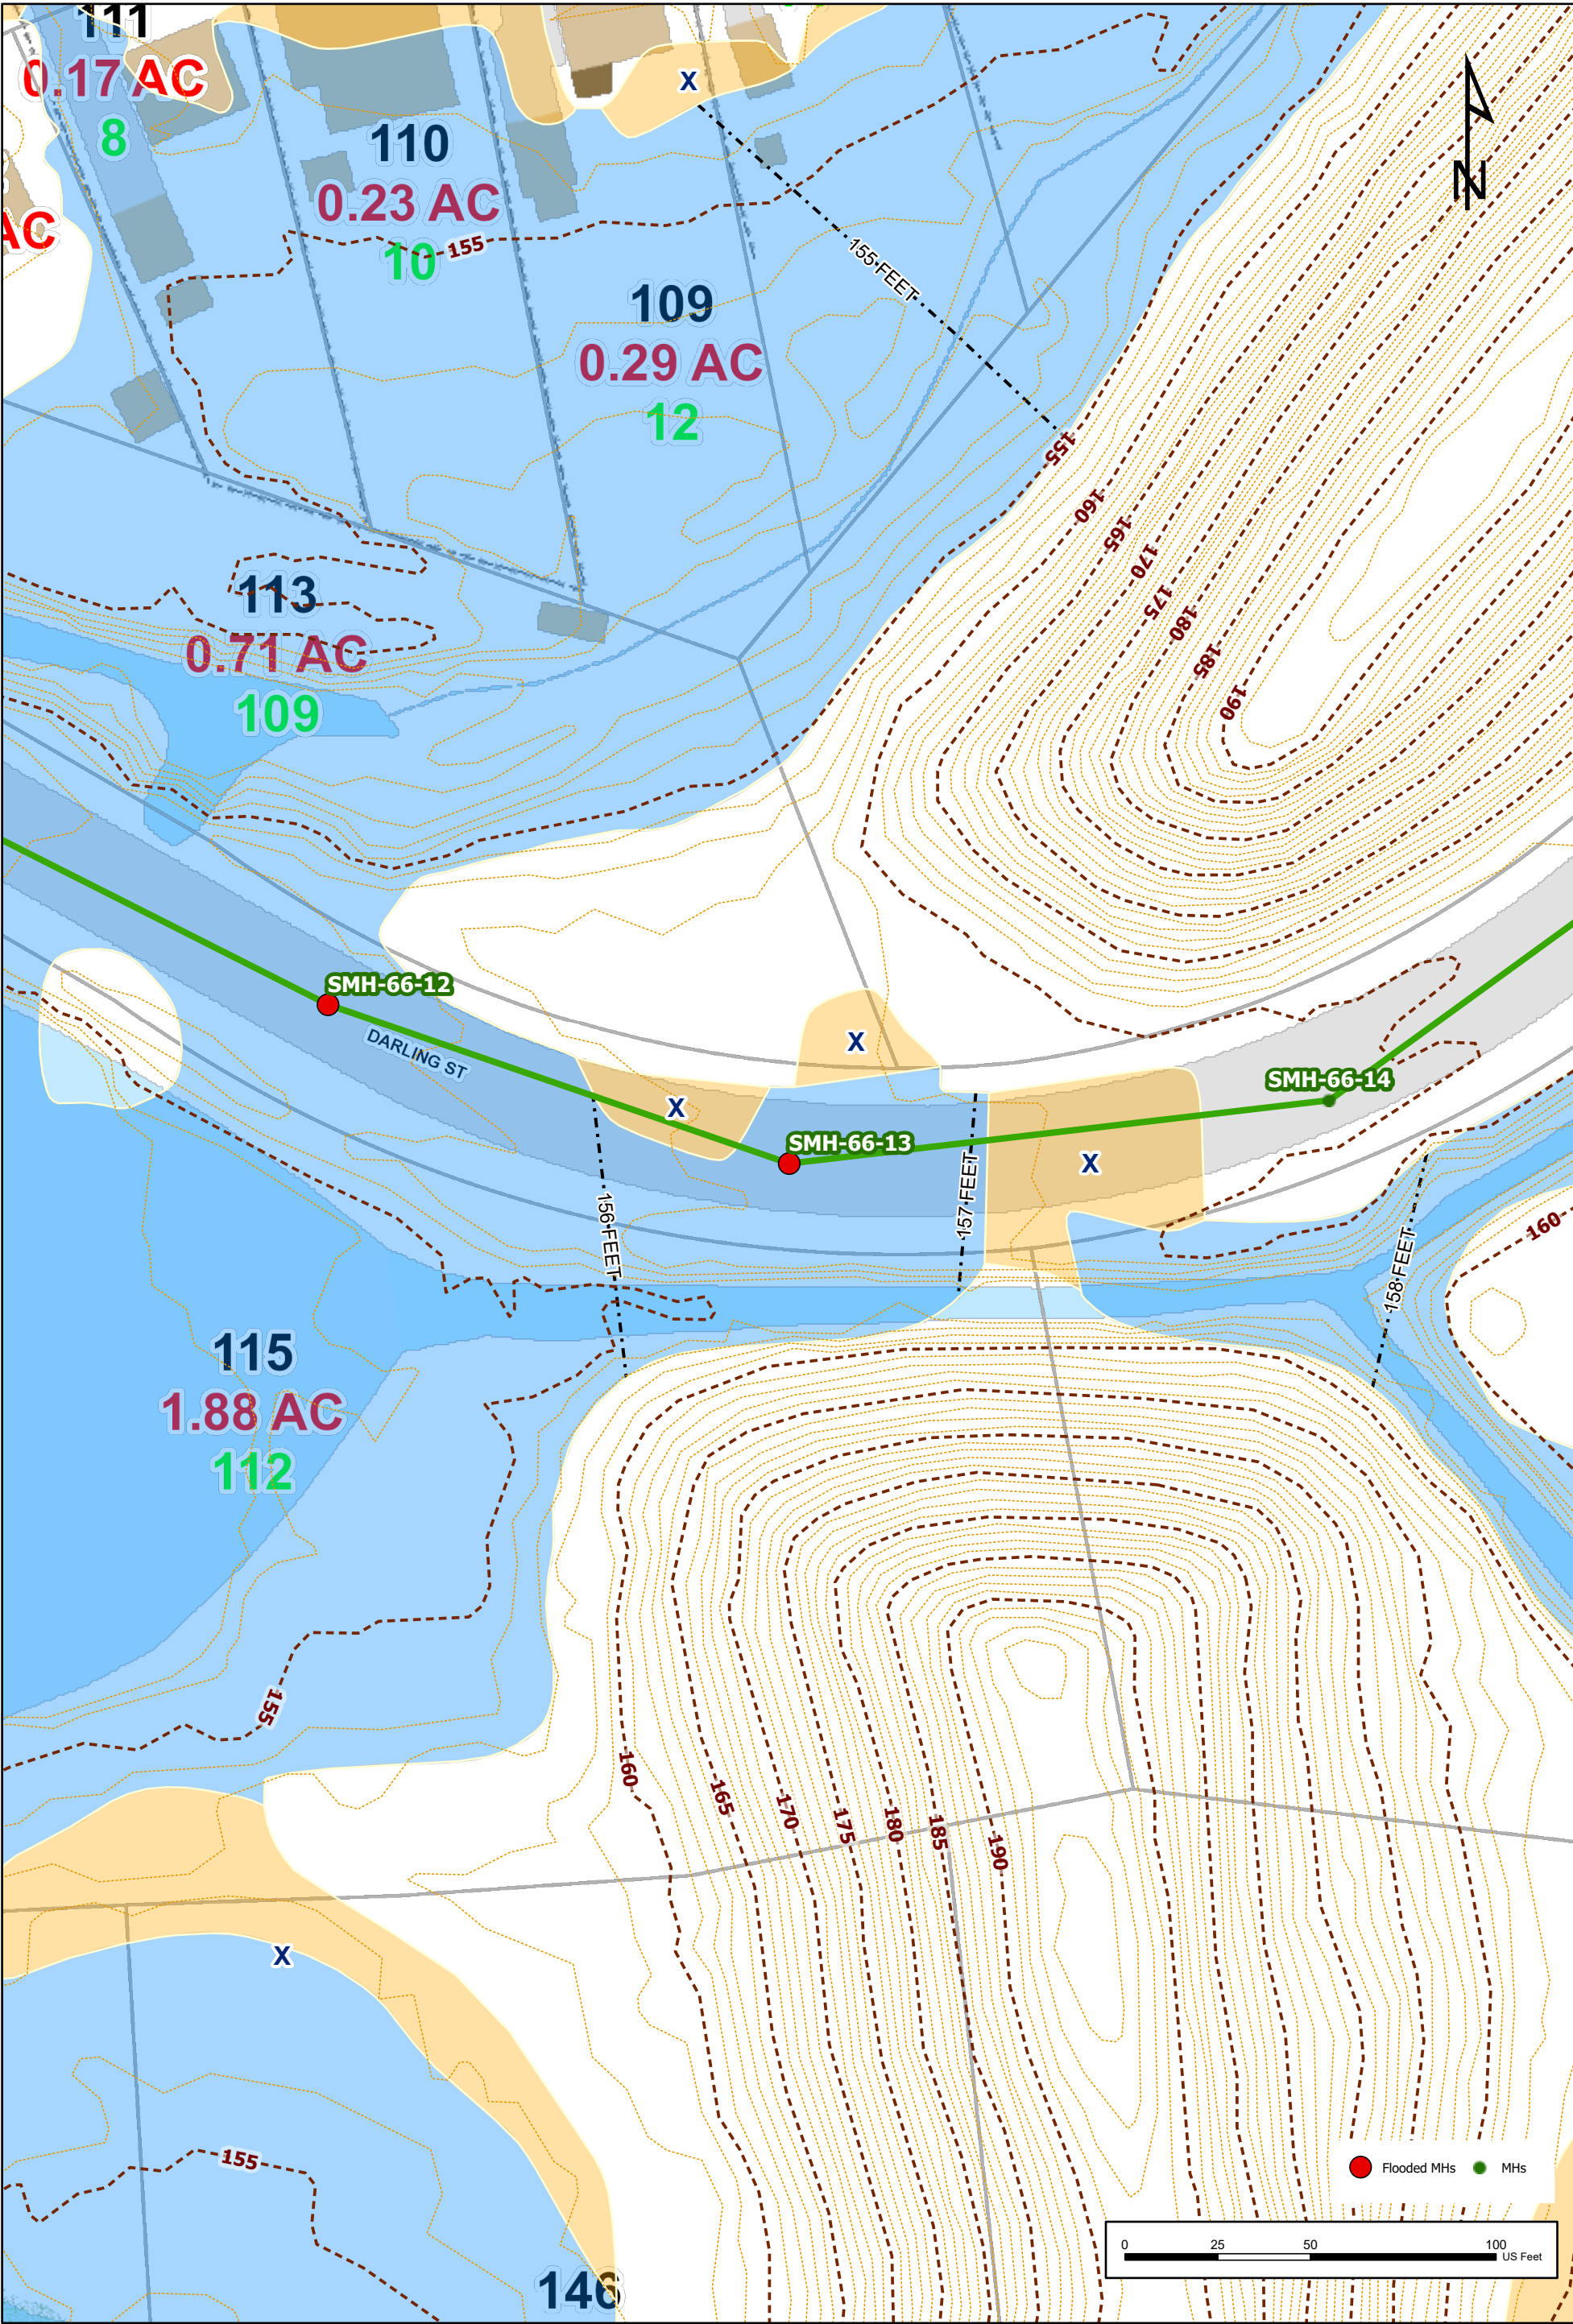 111
0.17 AC
8
X
110
0.23 AC
10
155
N
AC
155 FEET
109
0.29 AC
12
155
160
165
170
175
180
185
190
113
0.71 AC
109
SMH-66-12
DARLING ST
X
X
SMH-66-13
SMH-66-14
X
156 FEET
157 FEET
158 FEET
160
115
1.88 AC
112
155
160
165
170
175
180
185
190
X
155
146
Flooded MHs
MHs
0 25 50 100
US Feet